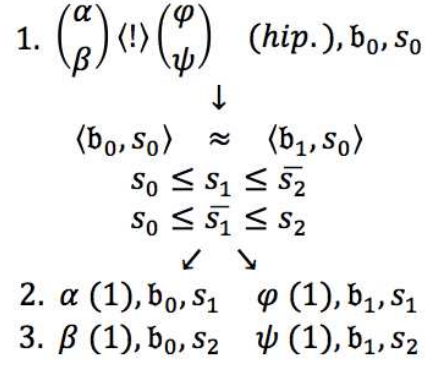 1. (α β) ⟨!⟩ (φ ψ) (hip.), 𝔟₀, s₀
↓
⟨𝔟₀, s₀⟩ ≈ ⟨𝔟₁, s₀⟩
s₀ ≤ s₁ ≤ s̅₂
s₀ ≤ s̅₁ ≤ s₂
↙ ↘
2. α (1), 𝔟₀, s₁ φ (1), 𝔟₁, s₁
3. β (1), 𝔟₀, s₂ ψ (1), 𝔟₁, s₂